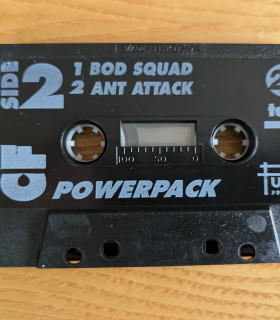 SIDE 2
1 BOD SQUAD
2 ANT ATTACK
CF
100 50 0
POWERPACK